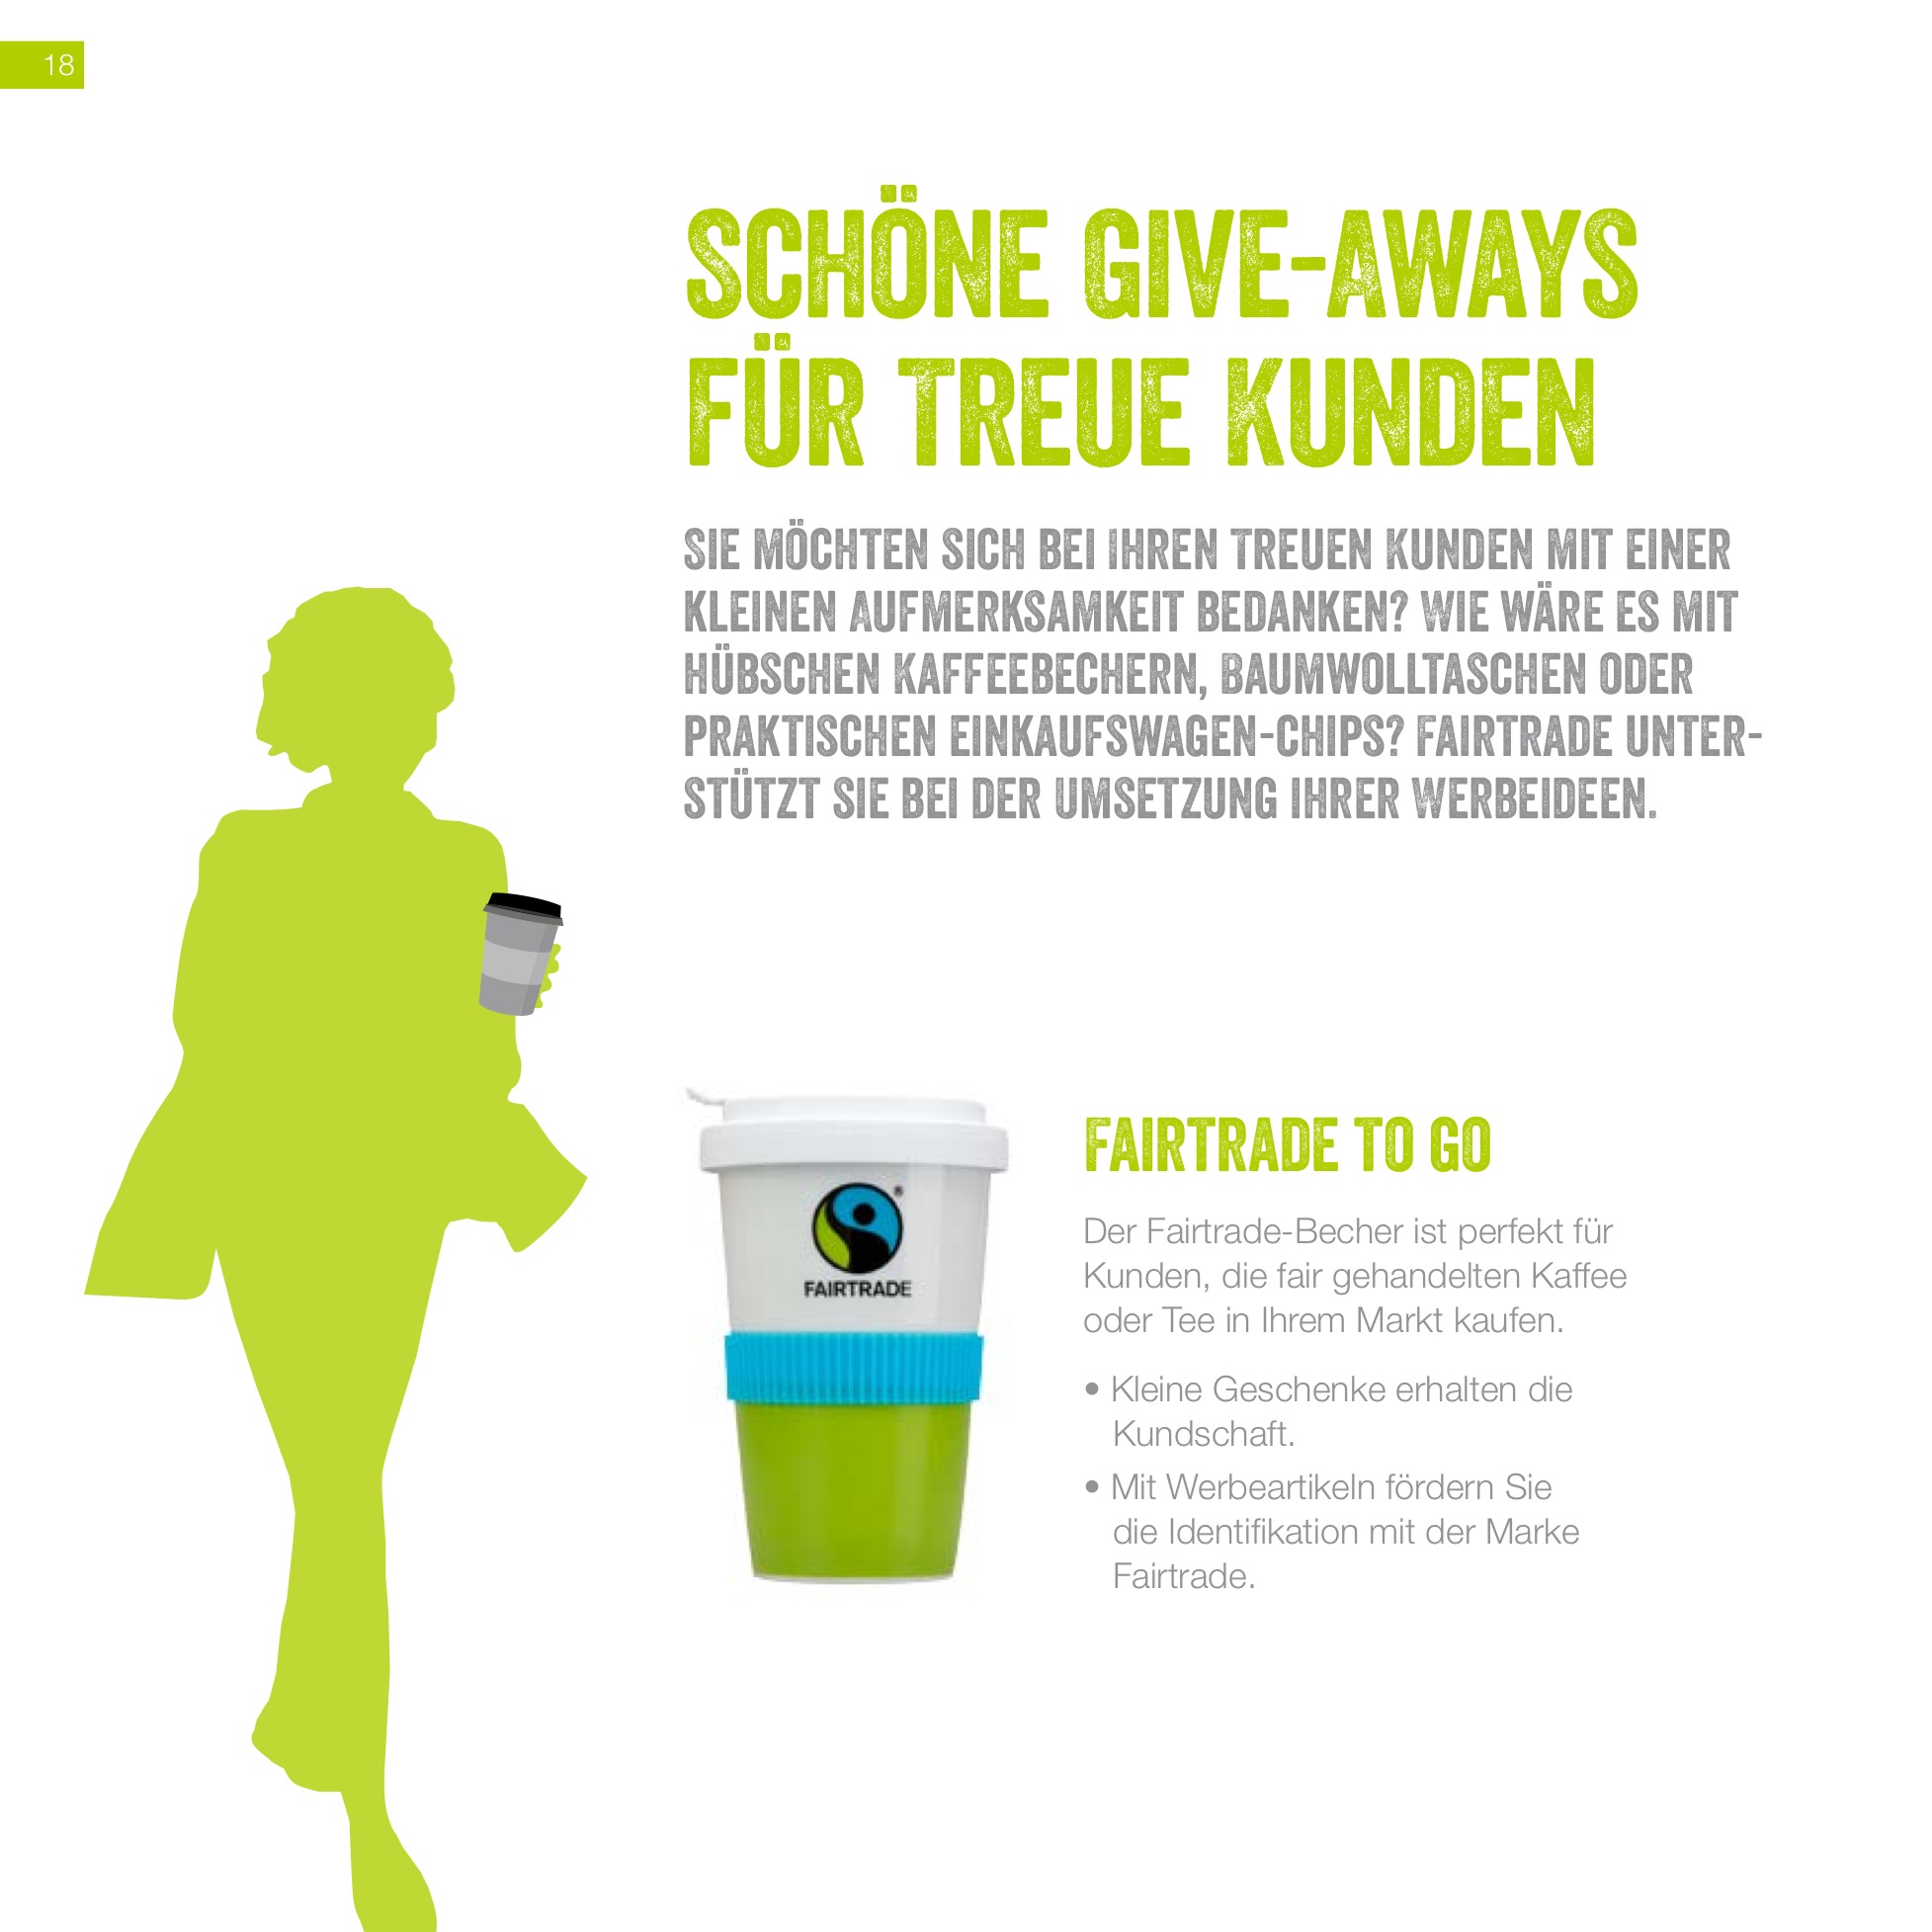 18
SCHÖNE GIVE-AWAYS
FÜR TREUE KUNDEN
SIE MÖCHTEN SICH BEI IHREN TREUEN KUNDEN MIT EINER
KLEINEN AUFMERKSAMKEIT BEDANKEN? WIE WÄRE ES MIT
HÜBSCHEN KAFFEEBECHERN, BAUMWOLLTASCHEN ODER
PRAKTISCHEN EINKAUFSWAGEN-CHIPS? FAIRTRADE UNTER-
STÜTZT SIE BEI DER UMSETZUNG IHRER WERBEIDEEN.
®
FAIRTRADE
FAIRTRADE TO GO
Der Fairtrade-Becher ist perfekt für
Kunden, die fair gehandelten Kaffee
oder Tee in Ihrem Markt kaufen.
• Kleine Geschenke erhalten die
Kundschaft.
• Mit Werbeartikeln fördern Sie
die Identifikation mit der Marke
Fairtrade.